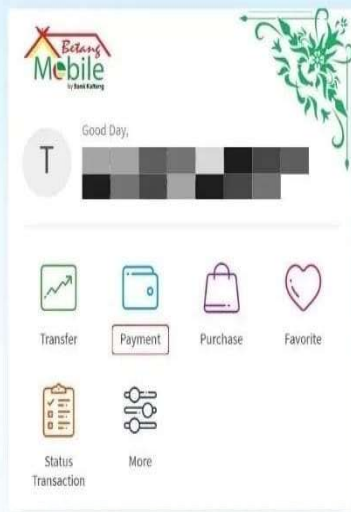 Betang
Mobile
by Bank Kalteng
Good Day,
T
Transfer
Payment
Purchase
Favorite
Status
Transaction
More